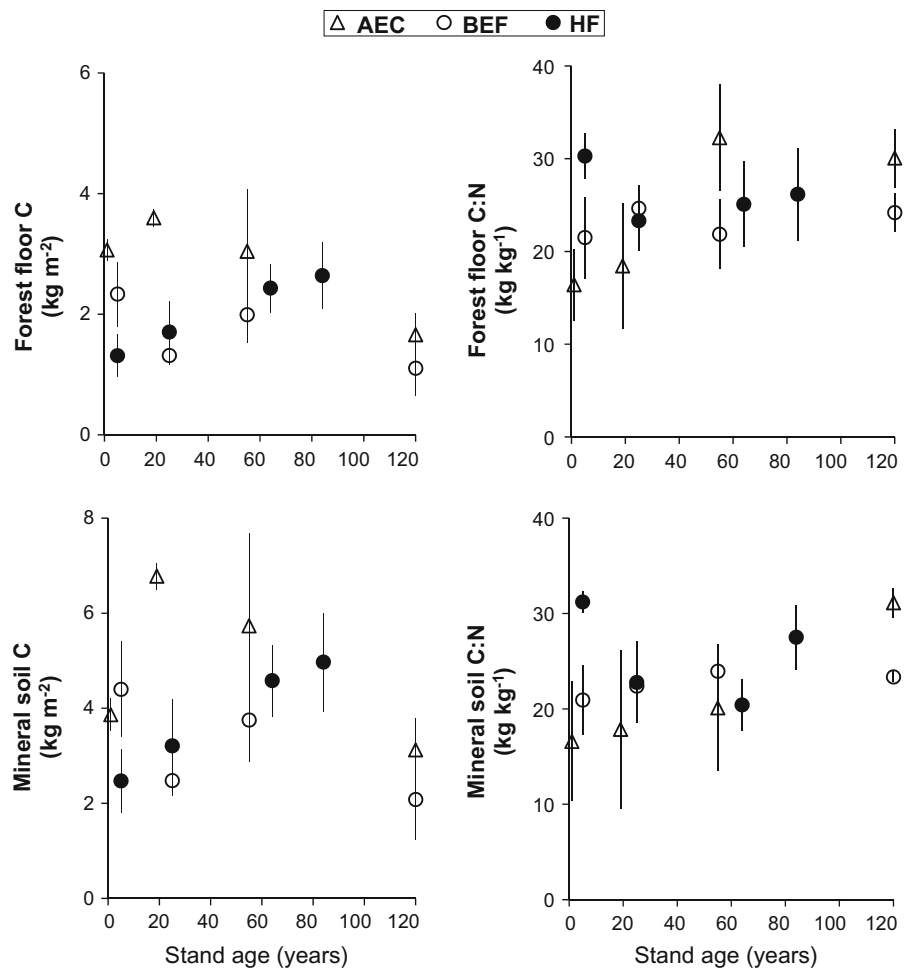 △ AEC ○ BEF ● HF
Forest floor C
(kg m⁻²)
6
4
2
0
0 20 40 60 80 100 120
Forest floor C:N
(kg kg⁻¹)
40
30
20
10
0
0 20 40 60 80 100 120
Mineral soil C
(kg m⁻²)
8
6
4
2
0
0 20 40 60 80 100 120
Stand age (years)
Mineral soil C:N
(kg kg⁻¹)
40
30
20
10
0
0 20 40 60 80 100 120
Stand age (years)